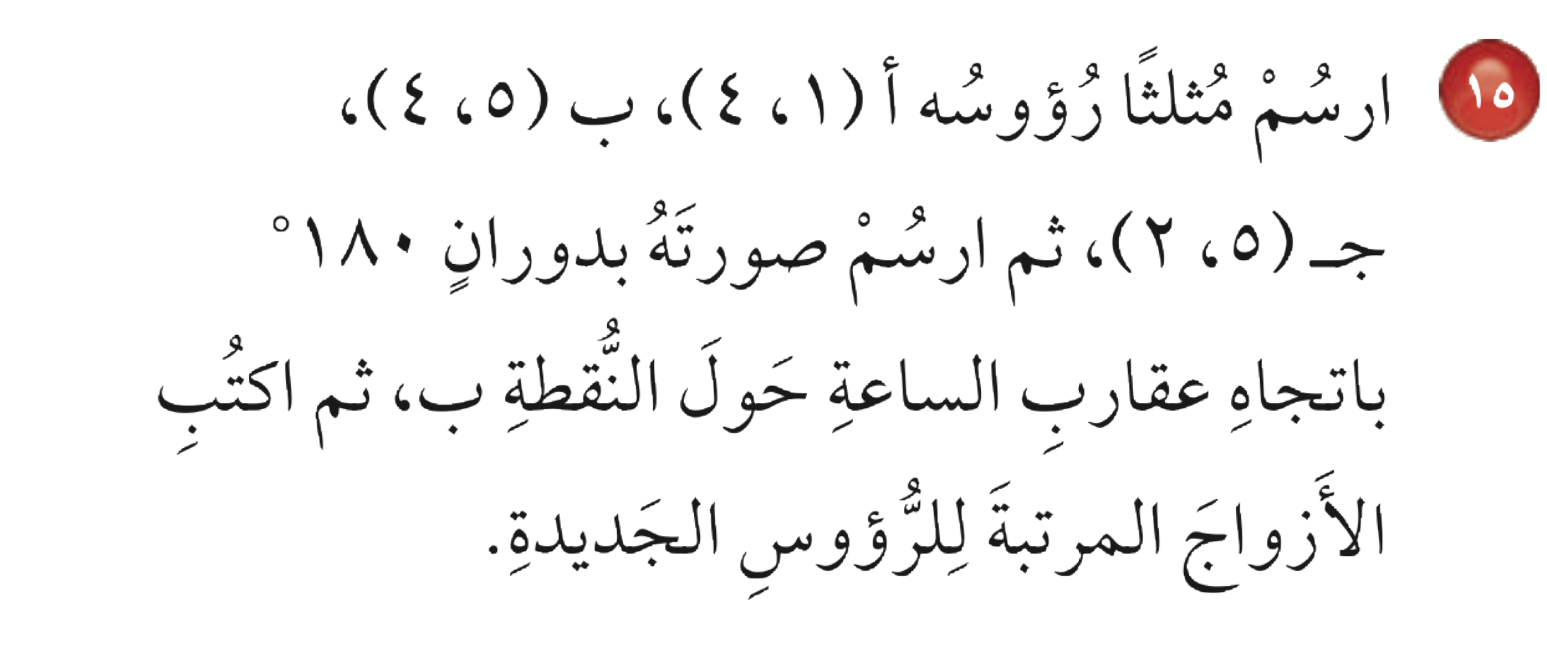 ١٥ ارسُمْ مُثلثًا رُؤوسُه أ (١، ٤)، ب (٥، ٤)،
جـ (٥، ٢)، ثم ارسُمْ صورتَهُ بدورانٍ ١٨٠°
باتجاهِ عقاربِ الساعةِ حَولَ النُّقطةِ ب، ثم اكتُبِ
الأَزواجَ المرتبةَ لِلرُّؤوسِ الجَديدةِ.